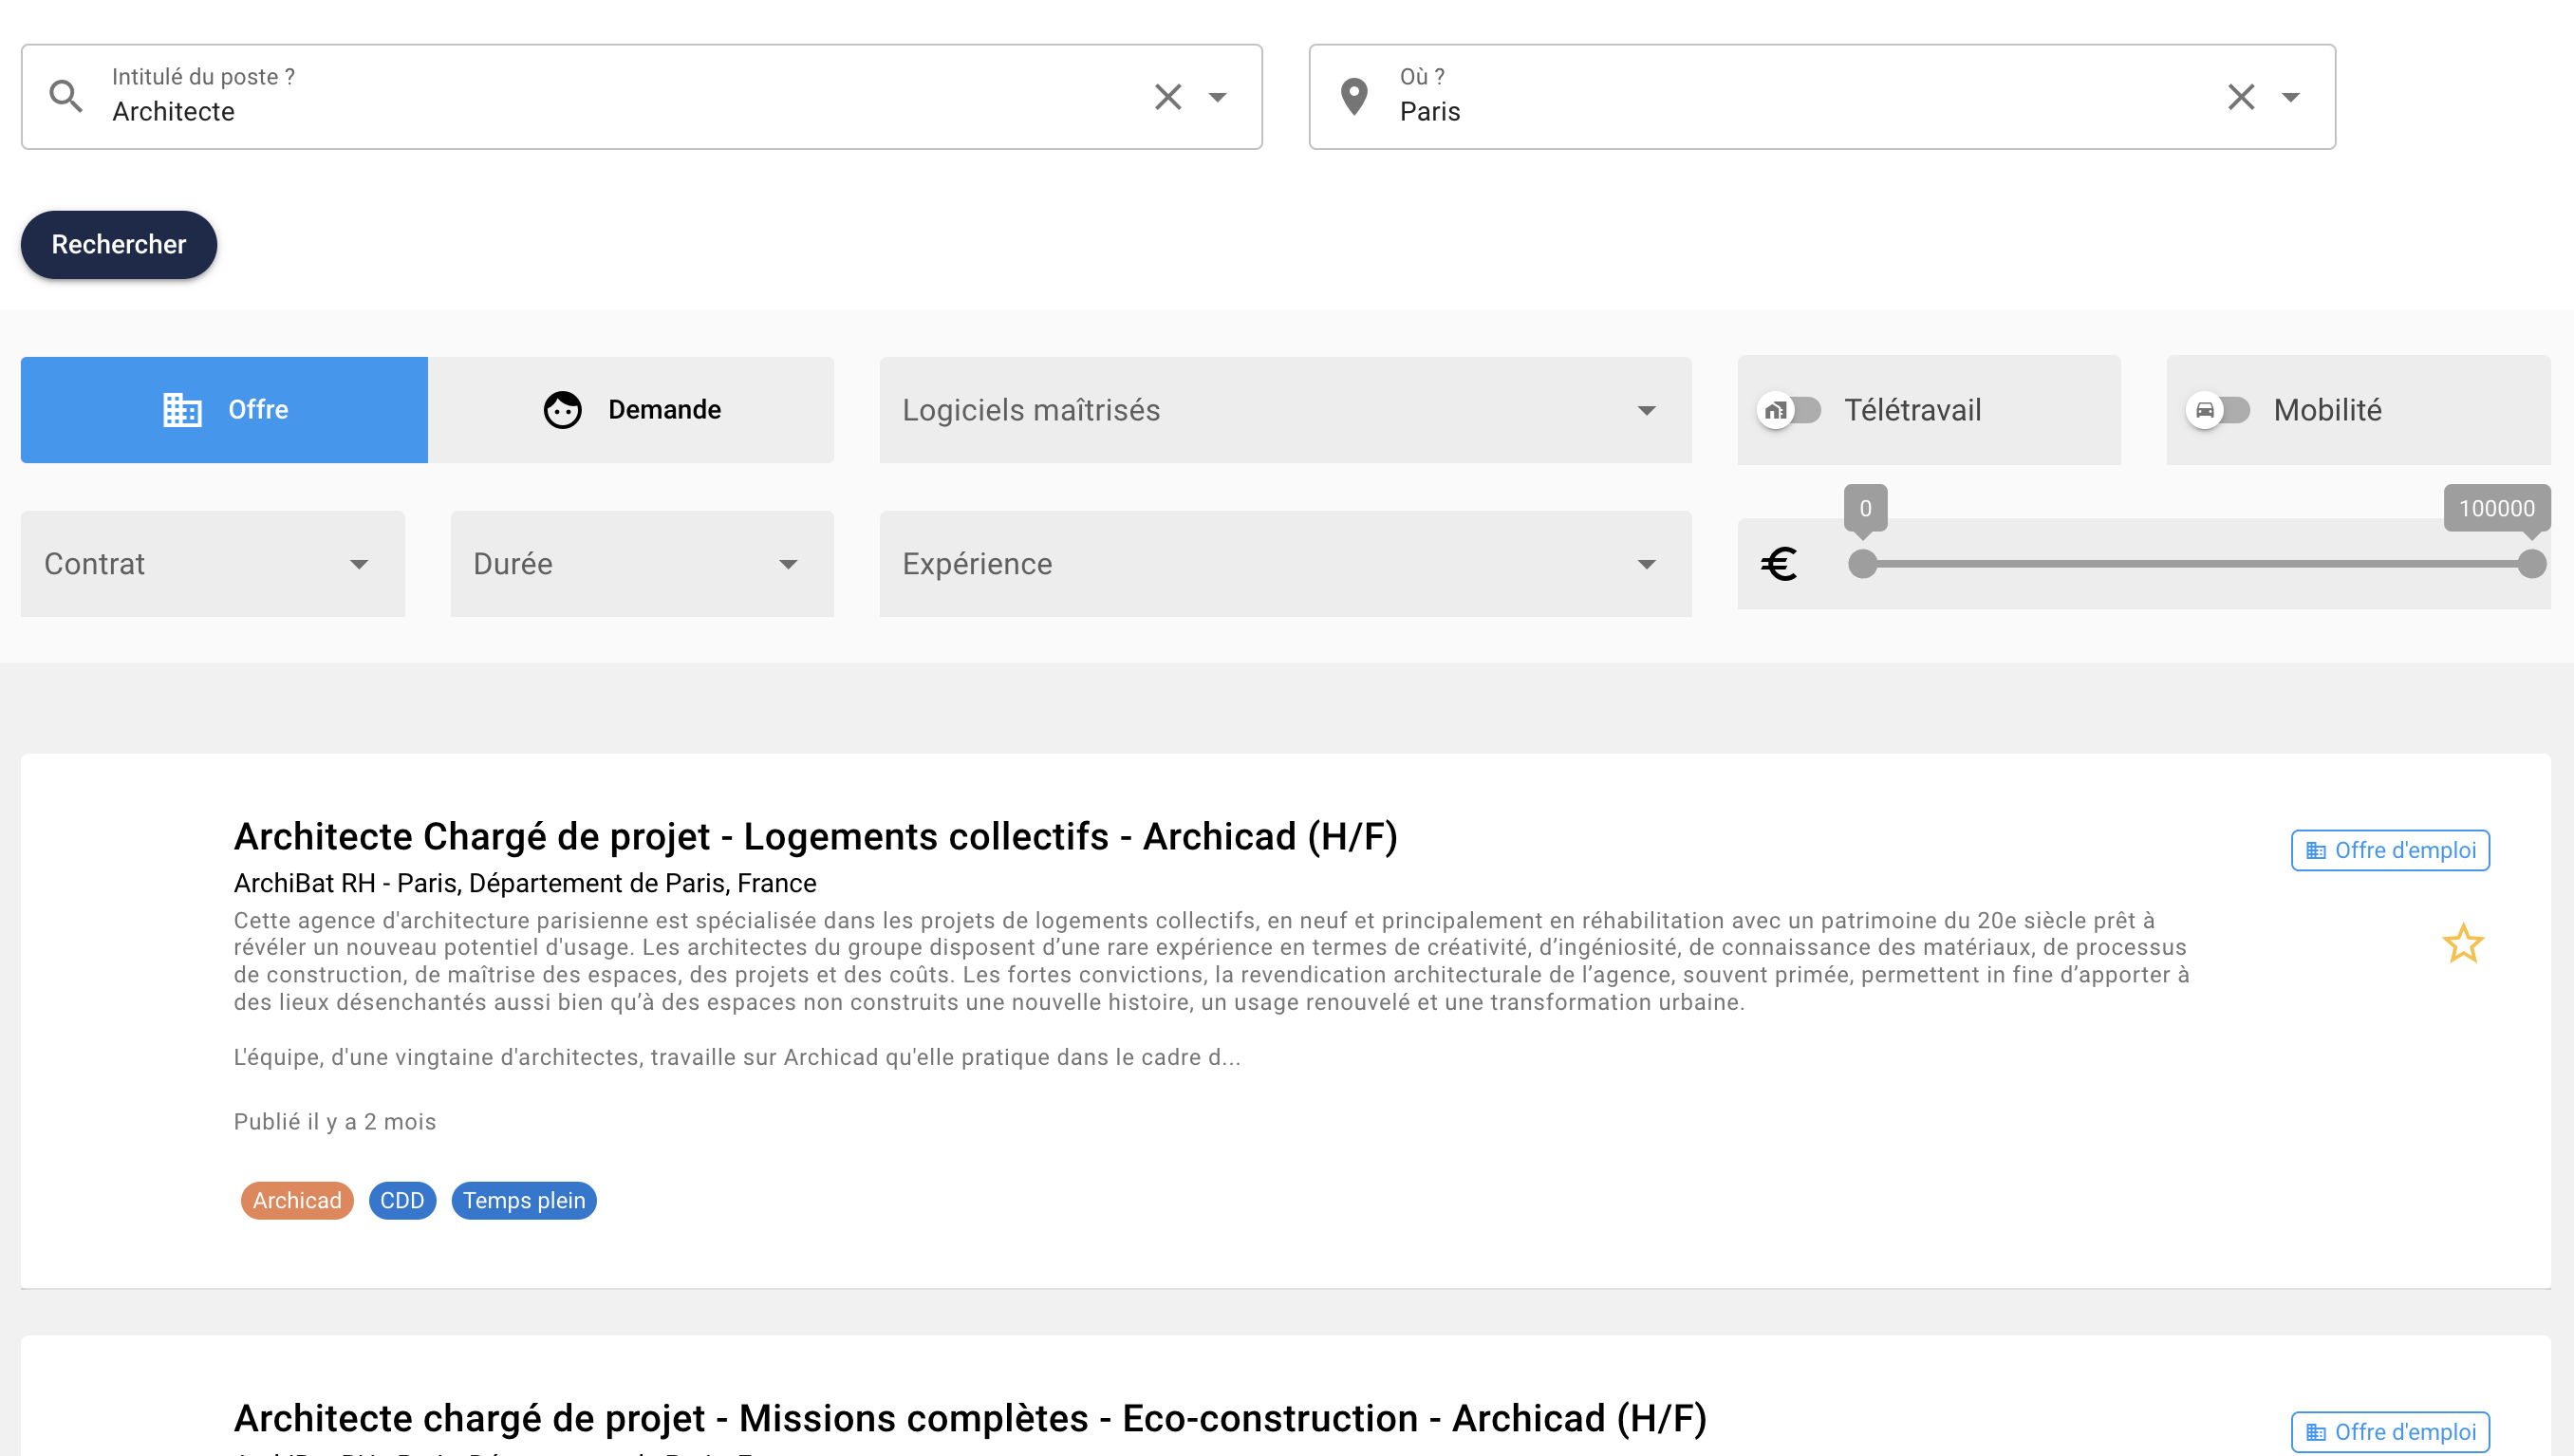 Intitulé du poste ?
Architecte
Où ?
Paris
Rechercher
Offre
Demande
Logiciels maîtrisés
Télétravail
Mobilité
Contrat
Durée
Expérience
€
0
100000
Architecte Chargé de projet - Logements collectifs - Archicad (H/F)
Offre d'emploi
ArchiBat RH - Paris, Département de Paris, France
Cette agence d'architecture parisienne est spécialisée dans les projets de logements collectifs, en neuf et principalement en réhabilitation avec un patrimoine du 20e siècle prêt à
révéler un nouveau potentiel d'usage. Les architectes du groupe disposent d’une rare expérience en termes de créativité, d’ingéniosité, de connaissance des matériaux, de processus
de construction, de maîtrise des espaces, des projets et des coûts. Les fortes convictions, la revendication architecturale de l’agence, souvent primée, permettent in fine d’apporter à
des lieux désenchantés aussi bien qu’à des espaces non construits une nouvelle histoire, un usage renouvelé et une transformation urbaine.
L'équipe, d'une vingtaine d'architectes, travaille sur Archicad qu'elle pratique dans le cadre d...
Publié il y a 2 mois
Archicad
CDD
Temps plein
Architecte chargé de projet - Missions complètes - Eco-construction - Archicad (H/F)
Offre d'emploi